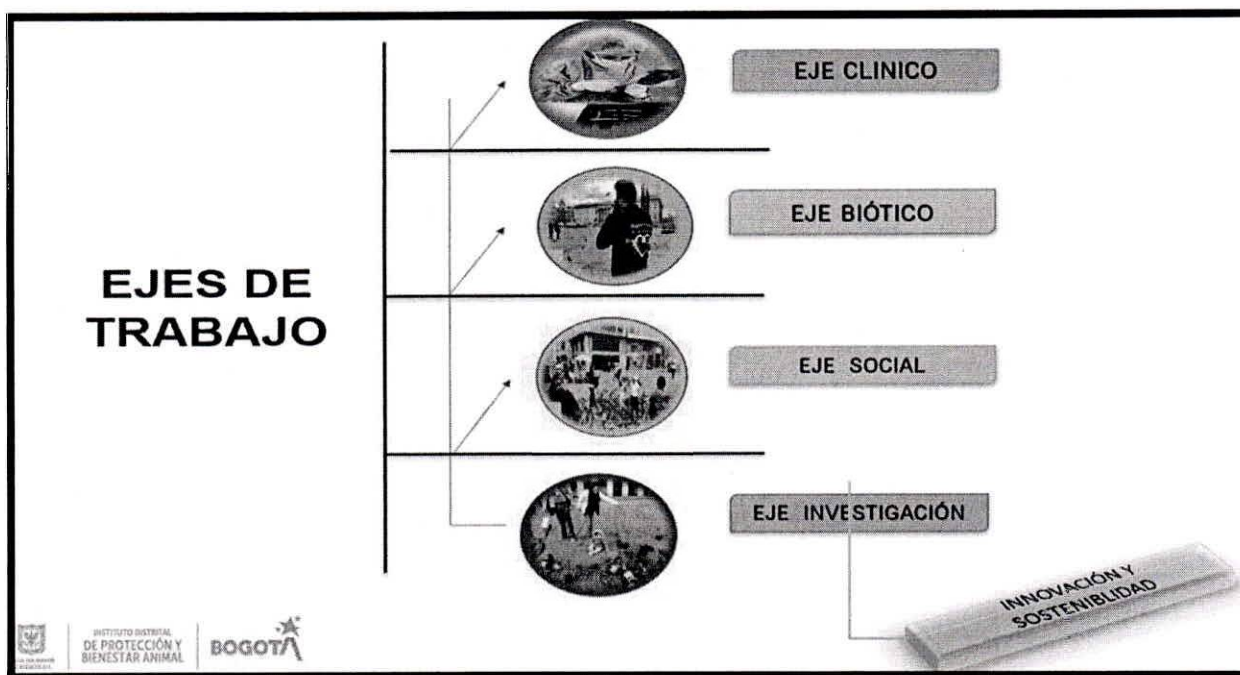 EJES DE
TRABAJO
EJE CLINICO
EJE BIÓTICO
EJE SOCIAL
EJE INVESTIGACIÓN
INNOVACIÓN Y
SOSTENIBLIDAD
INSTITUTO DISTRITAL
DE PROTECCIÓN Y
BIENESTAR ANIMAL
BOGOTÁ